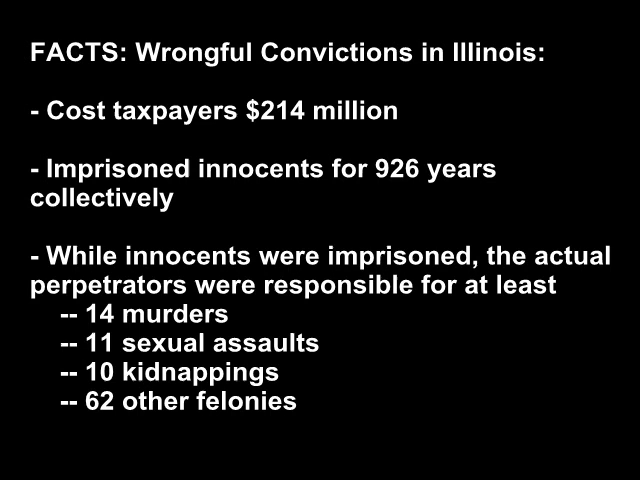 FACTS: Wrongful Convictions in Illinois:
- Cost taxpayers $214 million
- Imprisoned innocents for 926 years
collectively
- While innocents were imprisoned, the actual
perpetrators were responsible for at least
-- 14 murders
-- 11 sexual assaults
-- 10 kidnappings
-- 62 other felonies